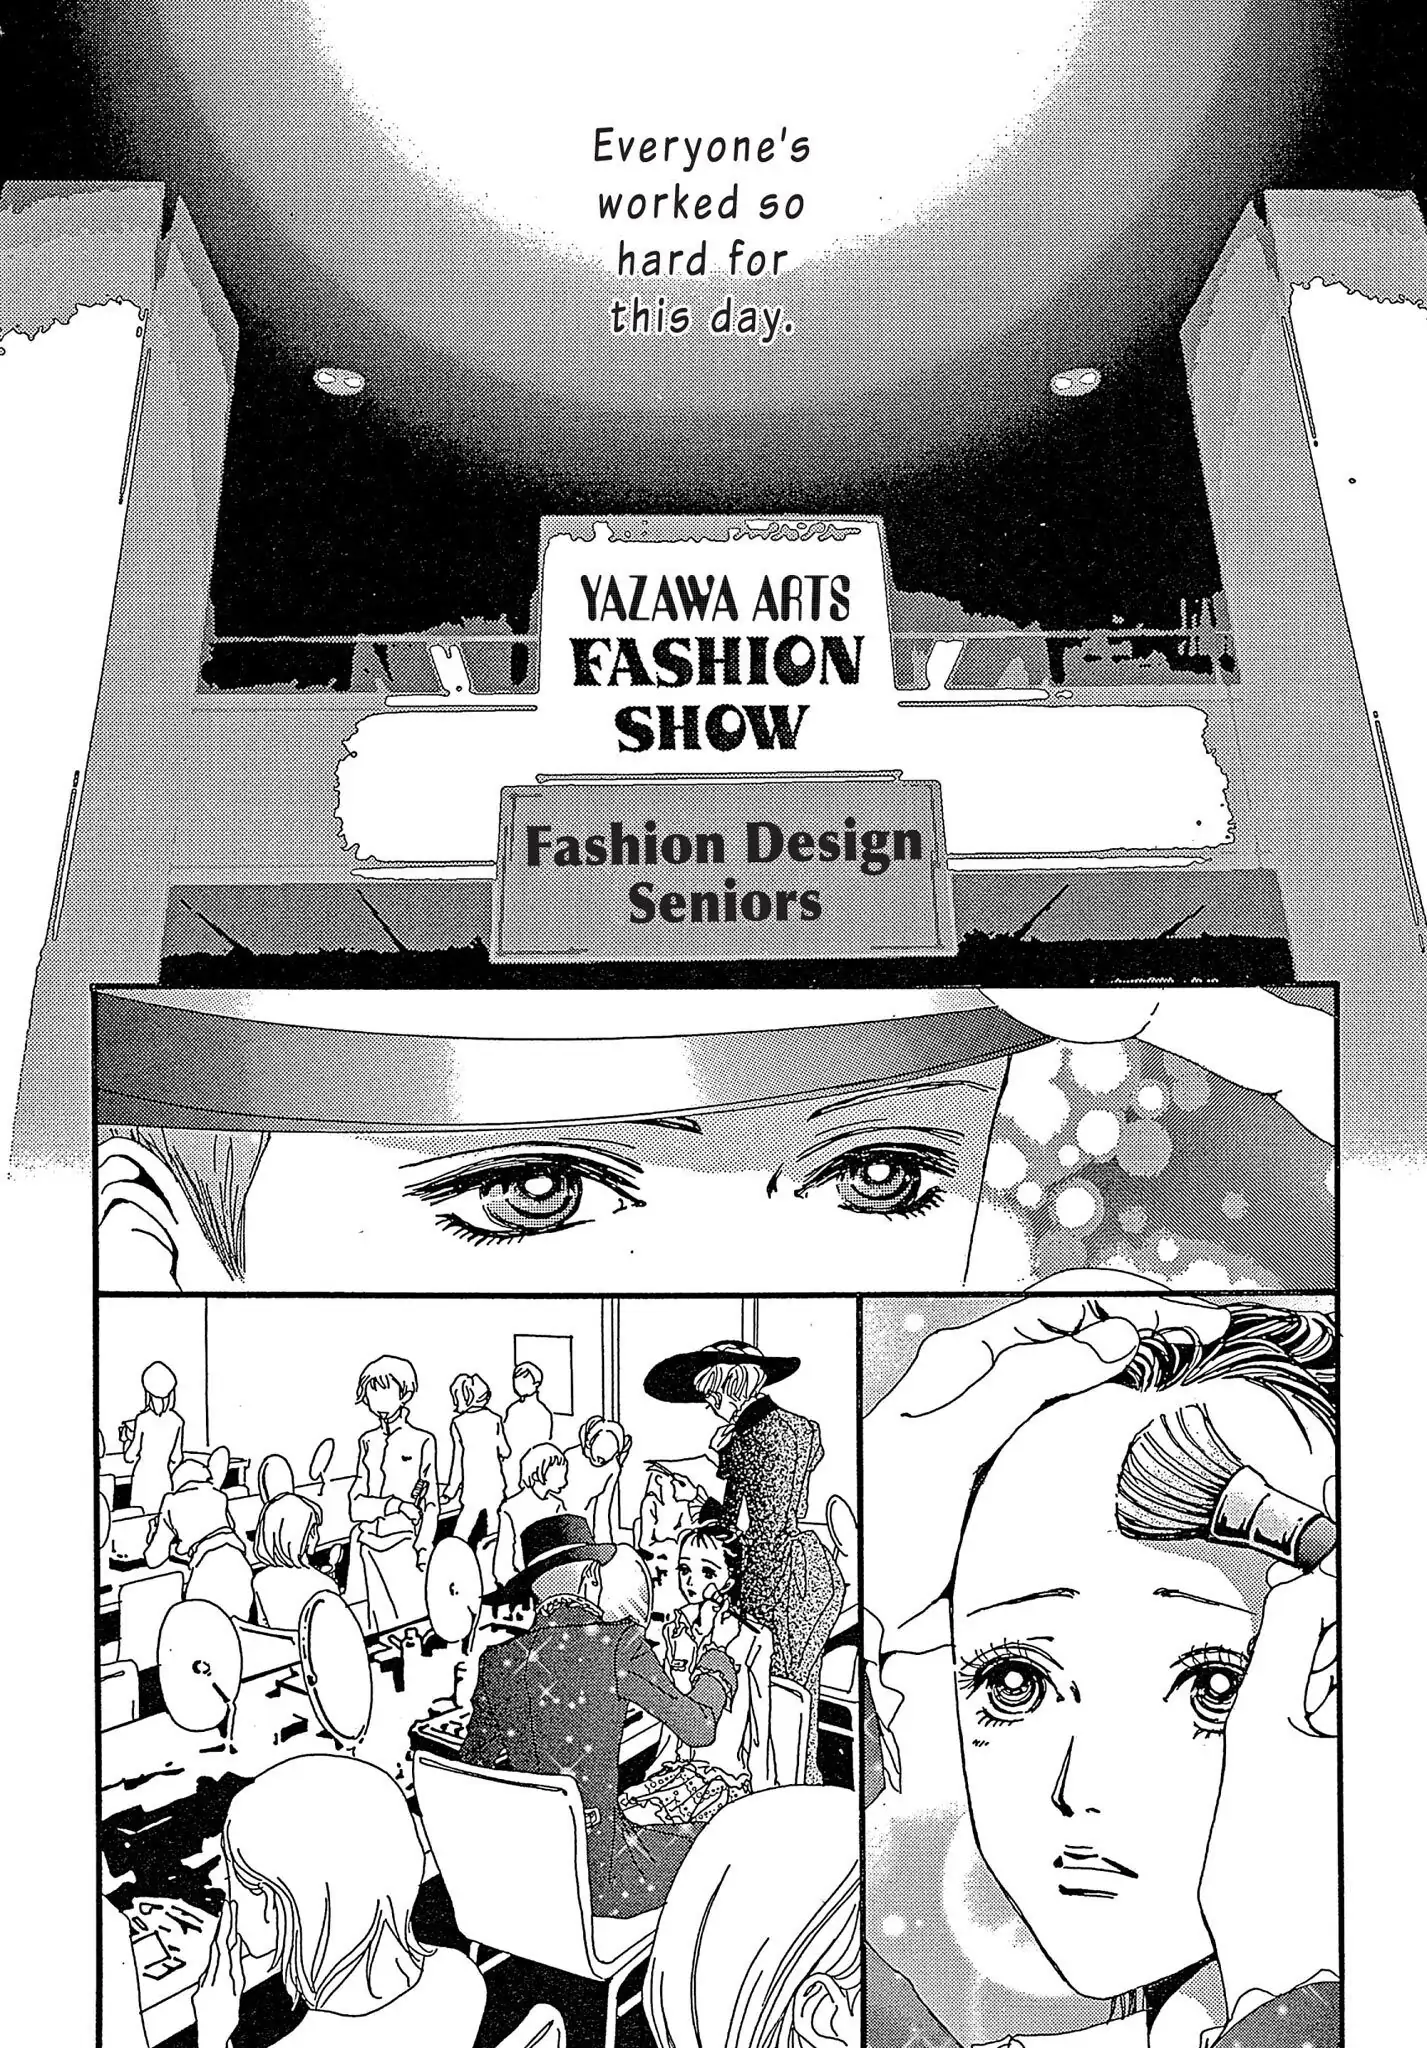 Everyone's
worked so
hard for
this day.
YAZAWA ARTS
FASHION
SHOW
Fashion Design
Seniors